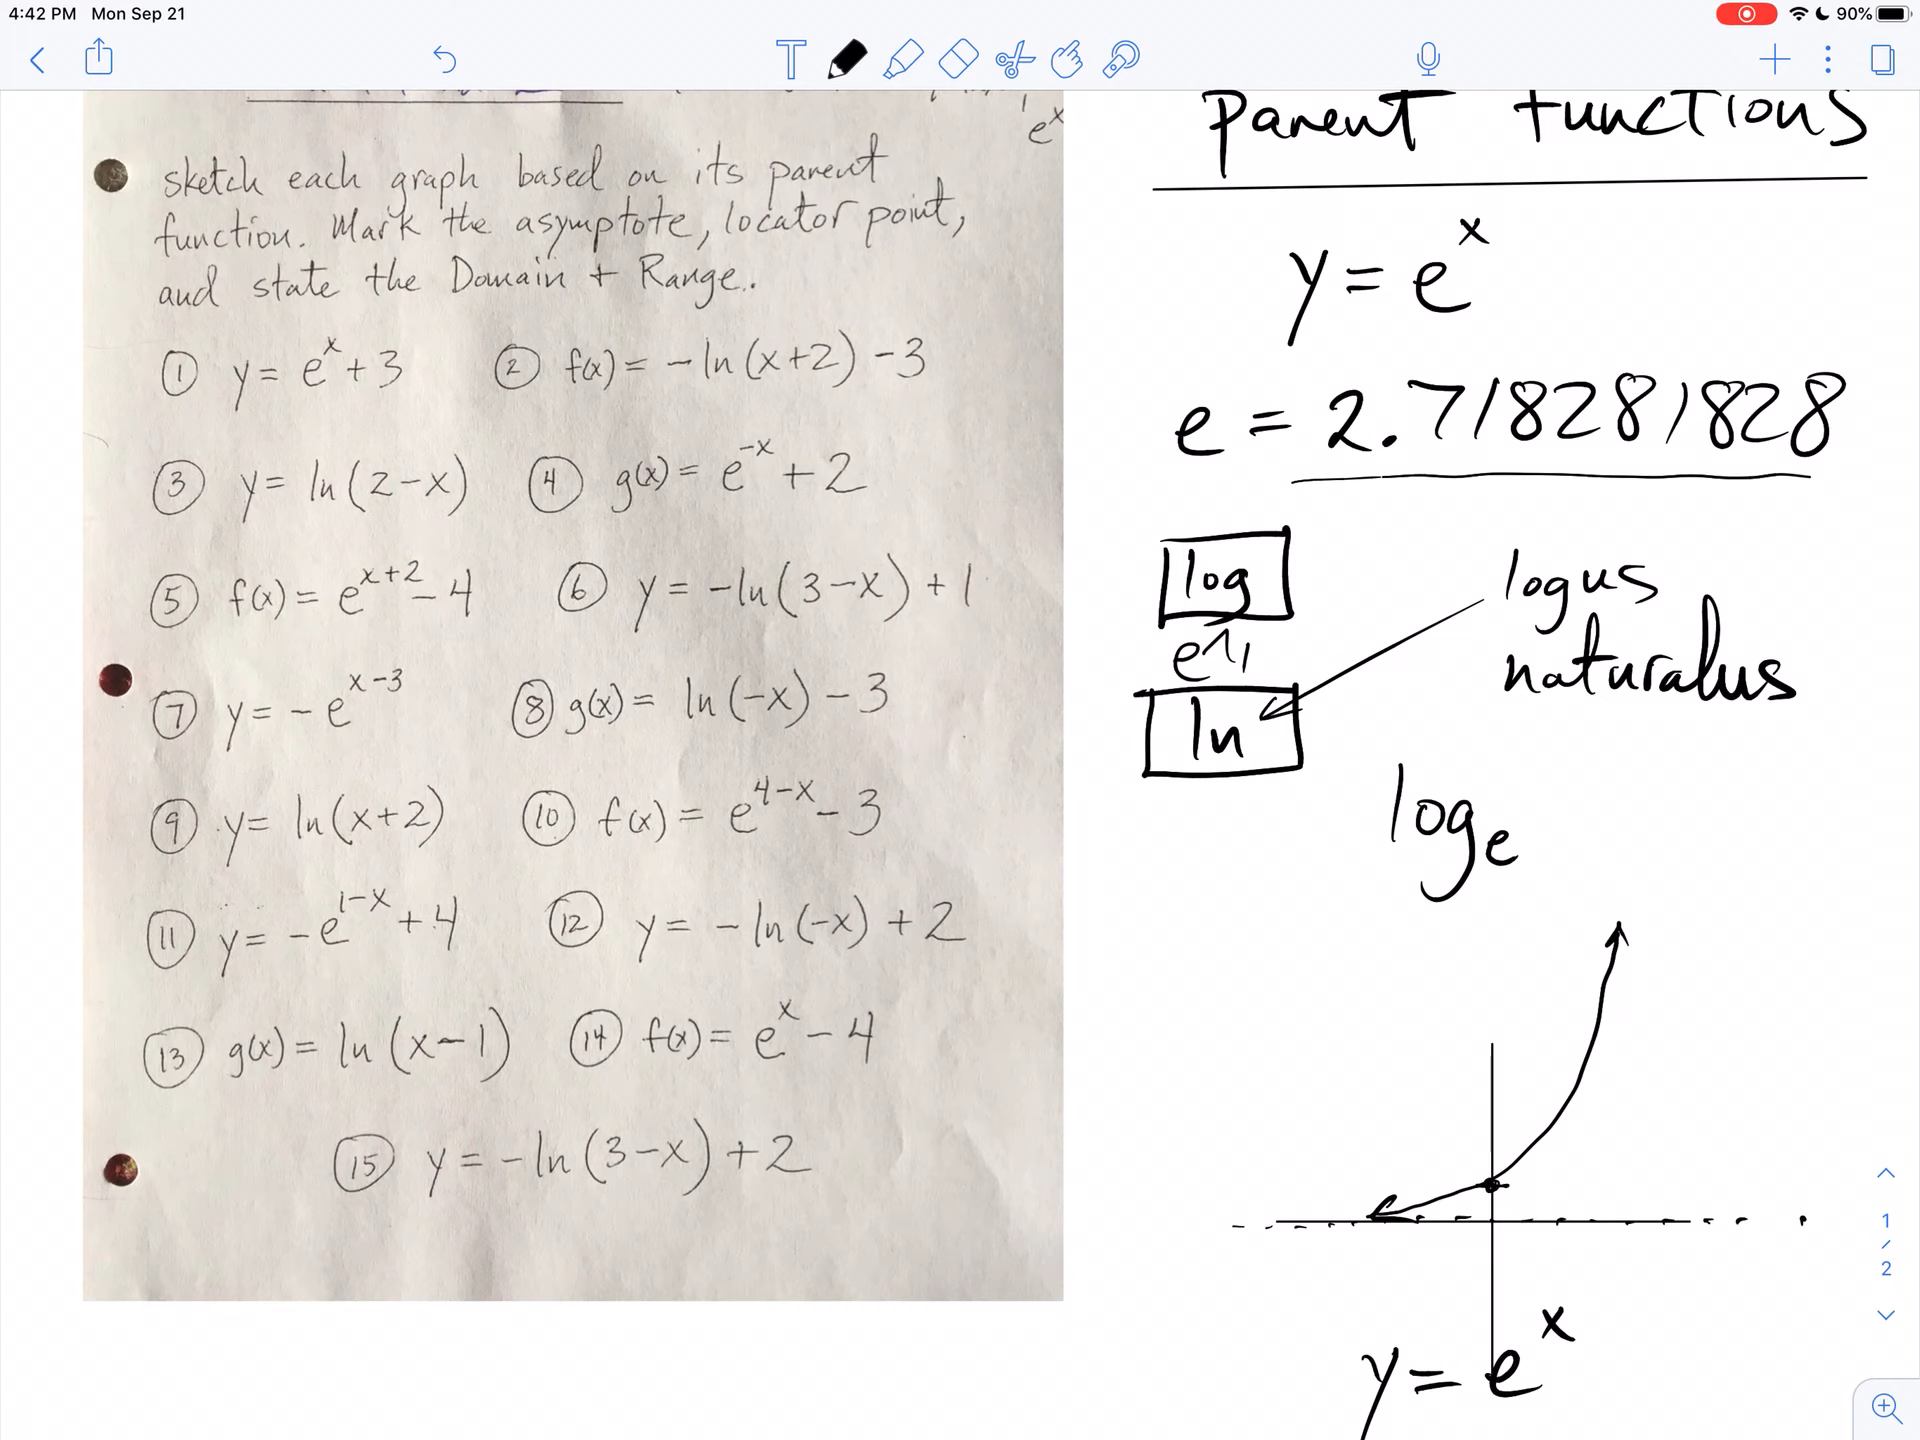 4:42 PM Mon Sep 21
90%
e^x
sketch each graph based on its parent
function. Mark the asymptote, locator point,
and state the Domain + Range.
① y = e^x + 3 ② f(x) = -ln(x+2) - 3
③ y = ln(2-x) ④ g(x) = e^-x + 2
⑤ f(x) = e^x+2 - 4 ⑥ y = -ln(3-x) + 1
⑦ y = -e^x-3 ⑧ g(x) = ln(-x) - 3
⑨ y = ln(x+2) ⑩ f(x) = e^4-x - 3
⑪ y = -e^1-x + 4 ⑫ y = -ln(-x) + 2
⑬ g(x) = ln(x-1) ⑭ f(x) = e^x - 4
⑮ y = -ln(3-x) + 2
parent functions
y = e^x
e = 2.718281828
log
e^1
ln
logus
naturalus
log_e
y = e^x
1
/
2